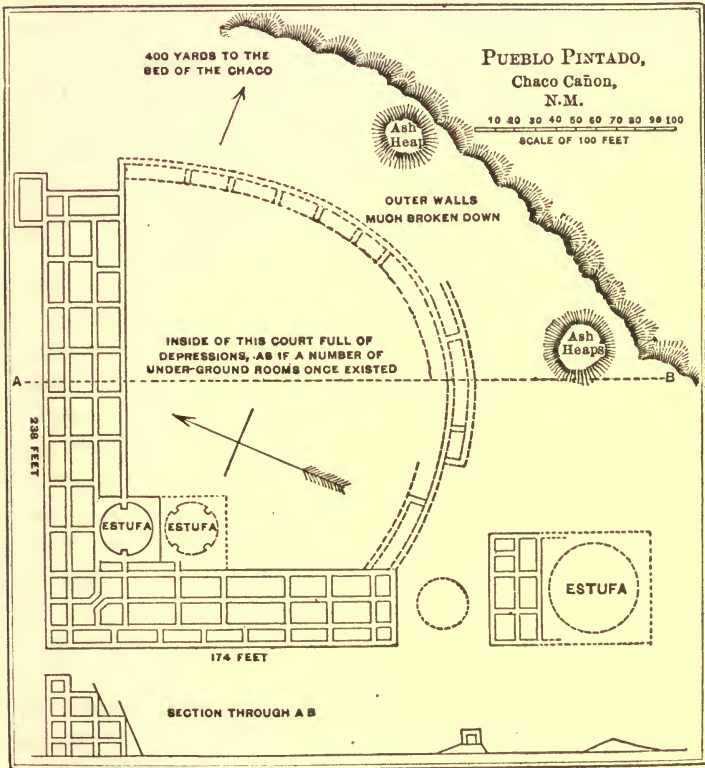 400 YARDS TO THE
BED OF THE CHACO
PUEBLO PINTADO,
Chaco Cañon,
N.M.
10 20 30 40 50 60 70 80 90 100
SCALE OF 100 FEET
Ash
Heap
OUTER WALLS
MUCH BROKEN DOWN
INSIDE OF THIS COURT FULL OF
DEPRESSIONS, AS IF A NUMBER OF
UNDER-GROUND ROOMS ONCE EXISTED
Ash
Heaps
A
B
238 FEET
ESTUFA
ESTUFA
ESTUFA
174 FEET
SECTION THROUGH A B